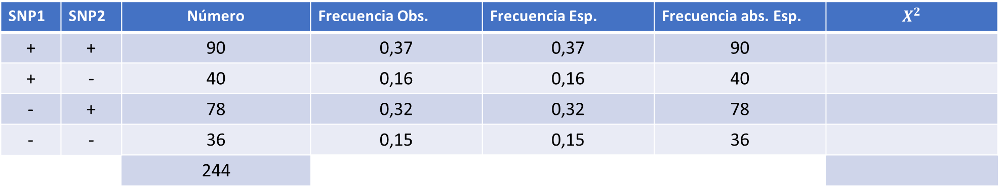 SNP1 SNP2 Número Frecuencia Obs. Frecuencia Esp. Frecuencia abs. Esp. X²
+ + 90 0,37 0,37 90
+ - 40 0,16 0,16 40
- + 78 0,32 0,32 78
- - 36 0,15 0,15 36
244